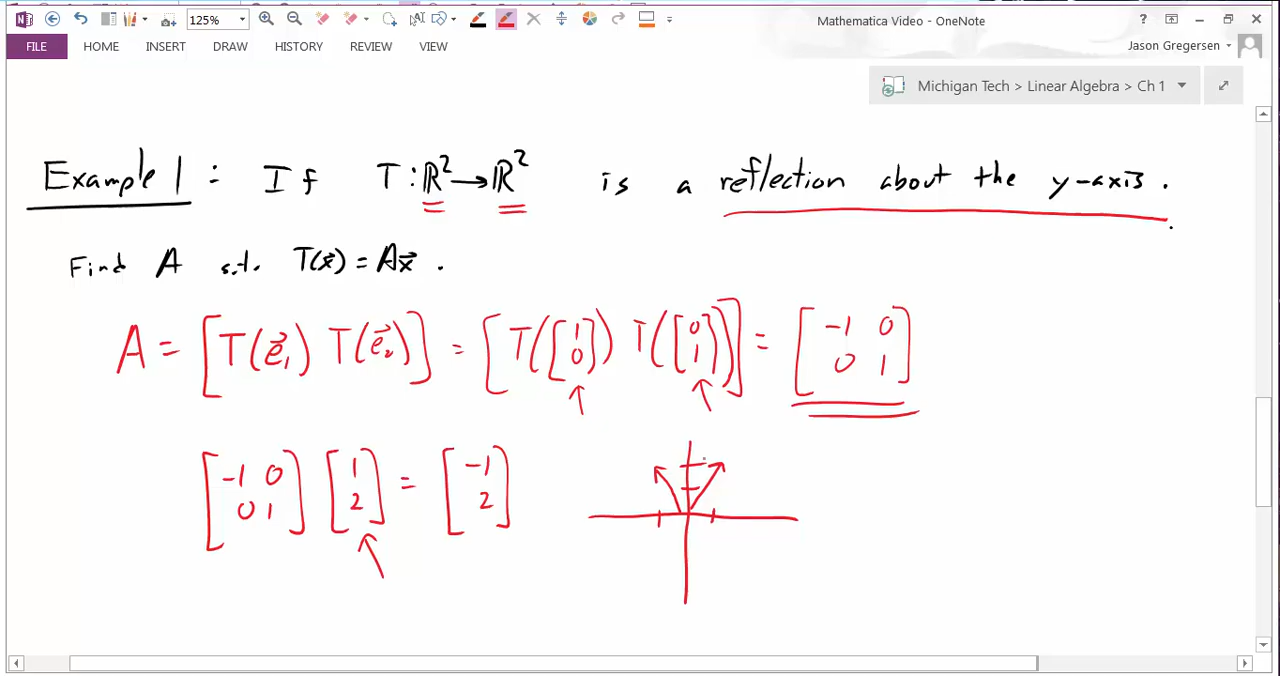 125%
Mathematica Video - OneNote
FILE HOME INSERT DRAW HISTORY REVIEW VIEW
Jason Gregersen
Michigan Tech > Linear Algebra > Ch 1
Example 1 : If T : ℝ² → ℝ² is a reflection about the y-axis .
Find A s.t. T(x⃗) = Ax⃗ .
A = [T(e⃗₁) T(e⃗₂)] = [T([1 0]) T([0 1])] = [-1 0 0 1]
[-1 0 0 1] [1 2] = [-1 2]